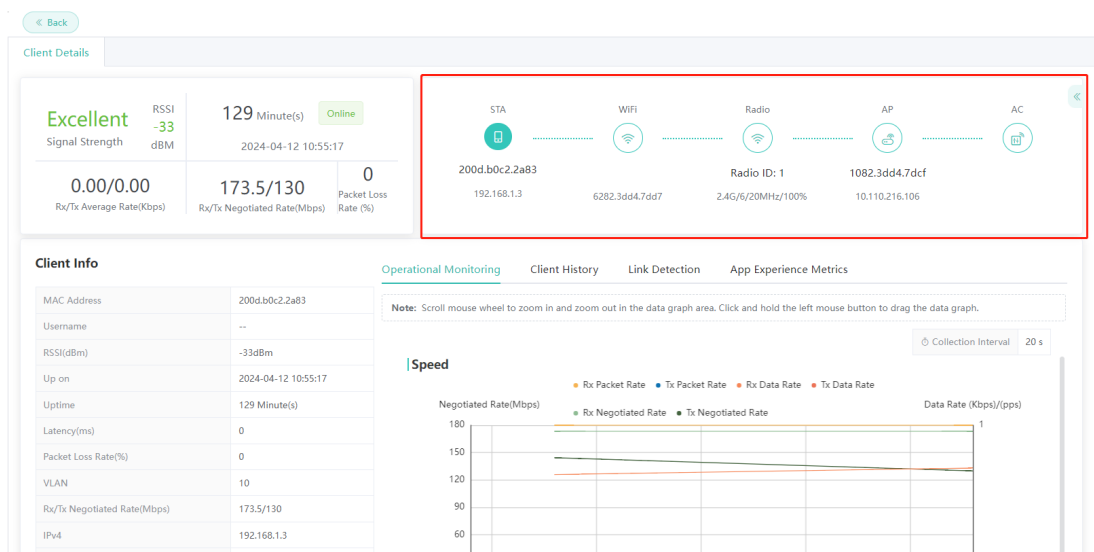 « Back
Client Details
Excellent
Signal Strength
RSSI
-33
dBM
129 Minute(s)
Online
2024-04-12 10:55:17
0.00/0.00
Rx/Tx Average Rate(Kbps)
173.5/130
Rx/Tx Negotiated Rate(Mbps)
0
Packet Loss
Rate (%)
«
STA WiFi Radio AP AC
200d.b0c2.2a83 Radio ID: 1 1082.3dd4.7dcf
192.168.1.3 6282.3dd4.7dd7 2.4G/6/20MHz/100% 10.110.216.106
Client Info
MAC Address 200d.b0c2.2a83
Username --
RSSI(dBm) -33dBm
Up on 2024-04-12 10:55:17
Uptime 129 Minute(s)
Latency(ms) 0
Packet Loss Rate(%) 0
VLAN 10
Rx/Tx Negotiated Rate(Mbps) 173.5/130
IPv4 192.168.1.3
Operational Monitoring Client History Link Detection App Experience Metrics
Note: Scroll mouse wheel to zoom in and zoom out in the data graph area. Click and hold the left mouse button to drag the data graph.
Collection Interval 20 s
Speed
Rx Packet Rate Tx Packet Rate Rx Data Rate Tx Data Rate
Negotiated Rate(Mbps) Rx Negotiated Rate Tx Negotiated Rate Data Rate (Kbps)/(pps)
180 1
150
120
90
60